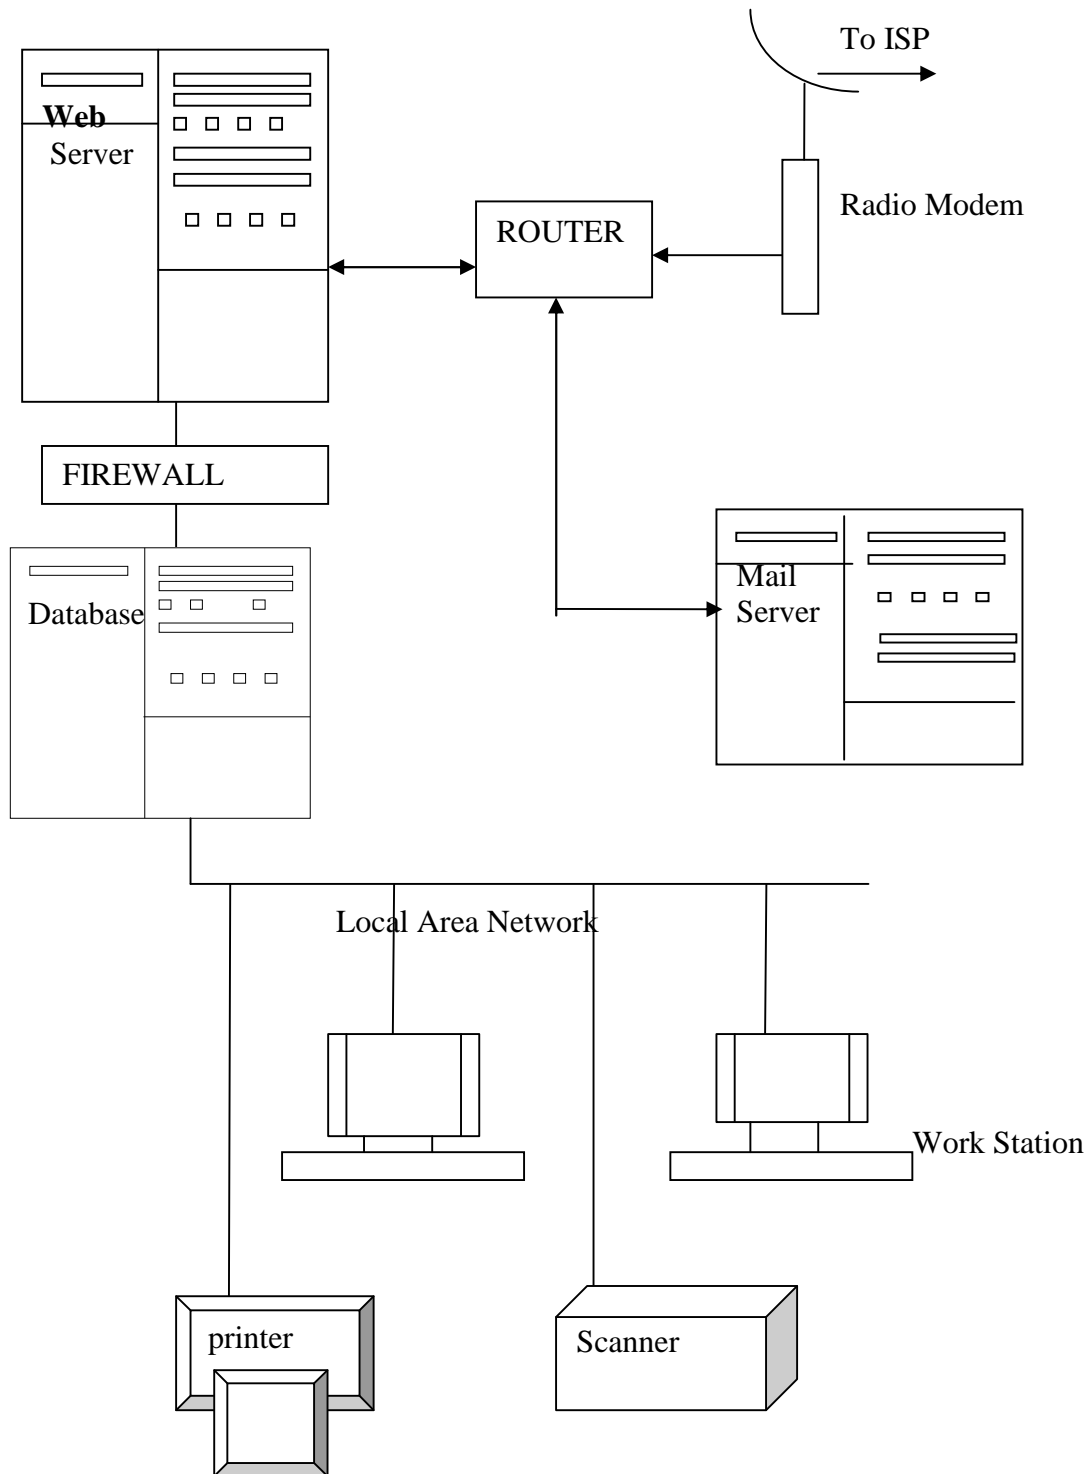 To ISP
Web
Server
Radio Modem
ROUTER
FIREWALL
Mail
Server
Database
Local Area Network
Work Station
printer
Scanner